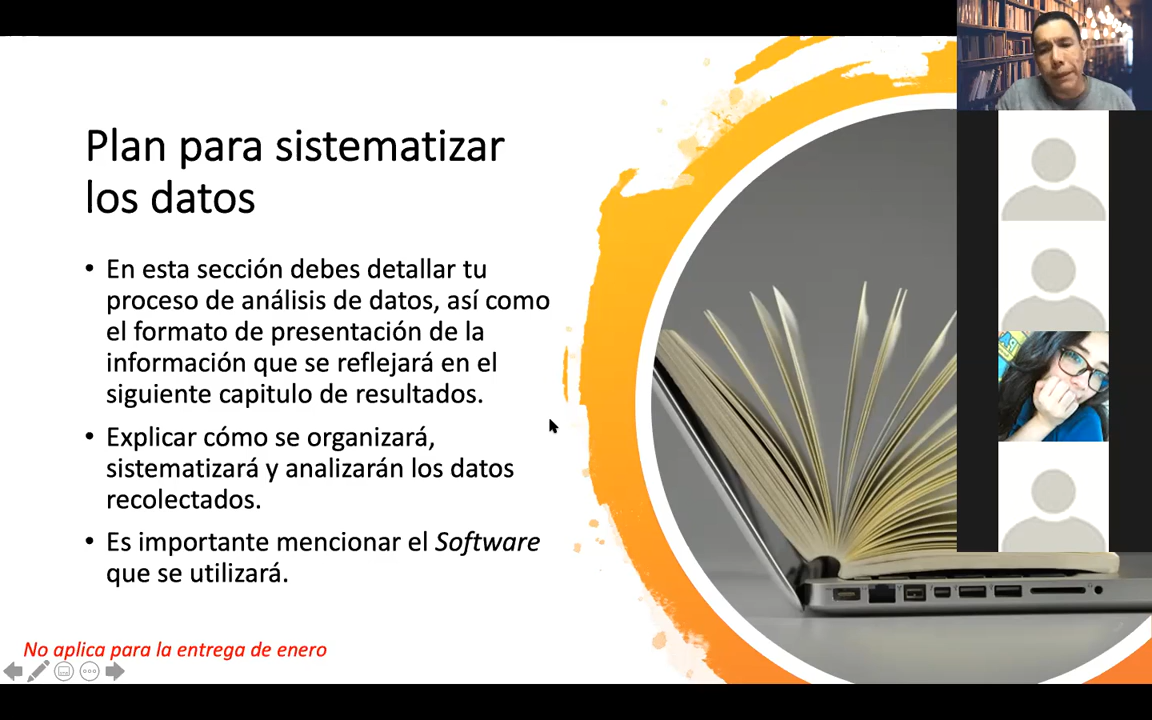 Plan para sistematizar
los datos
• En esta sección debes detallar tu
proceso de análisis de datos, así como
el formato de presentación de la
información que se reflejará en el
siguiente capitulo de resultados.
• Explicar cómo se organizará,
sistematizará y analizarán los datos
recolectados.
• Es importante mencionar el Software
que se utilizará.
No aplica para la entrega de enero